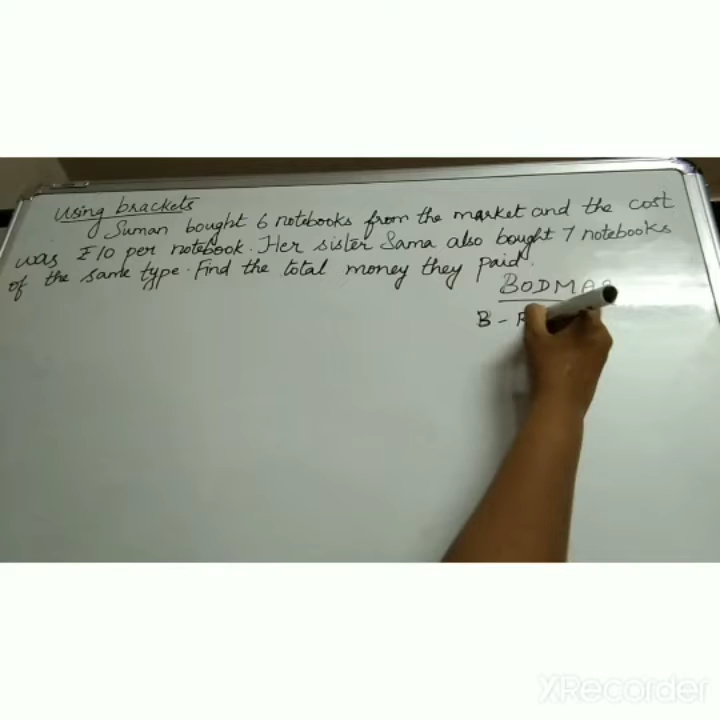 Using brackets
Suman bought 6 notebooks from the market and the cost
was ₹10 per notebook. Her sister Sama also bought 7 notebooks
of the same type. Find the total money they paid.
BODMAS
B -
XRecorder